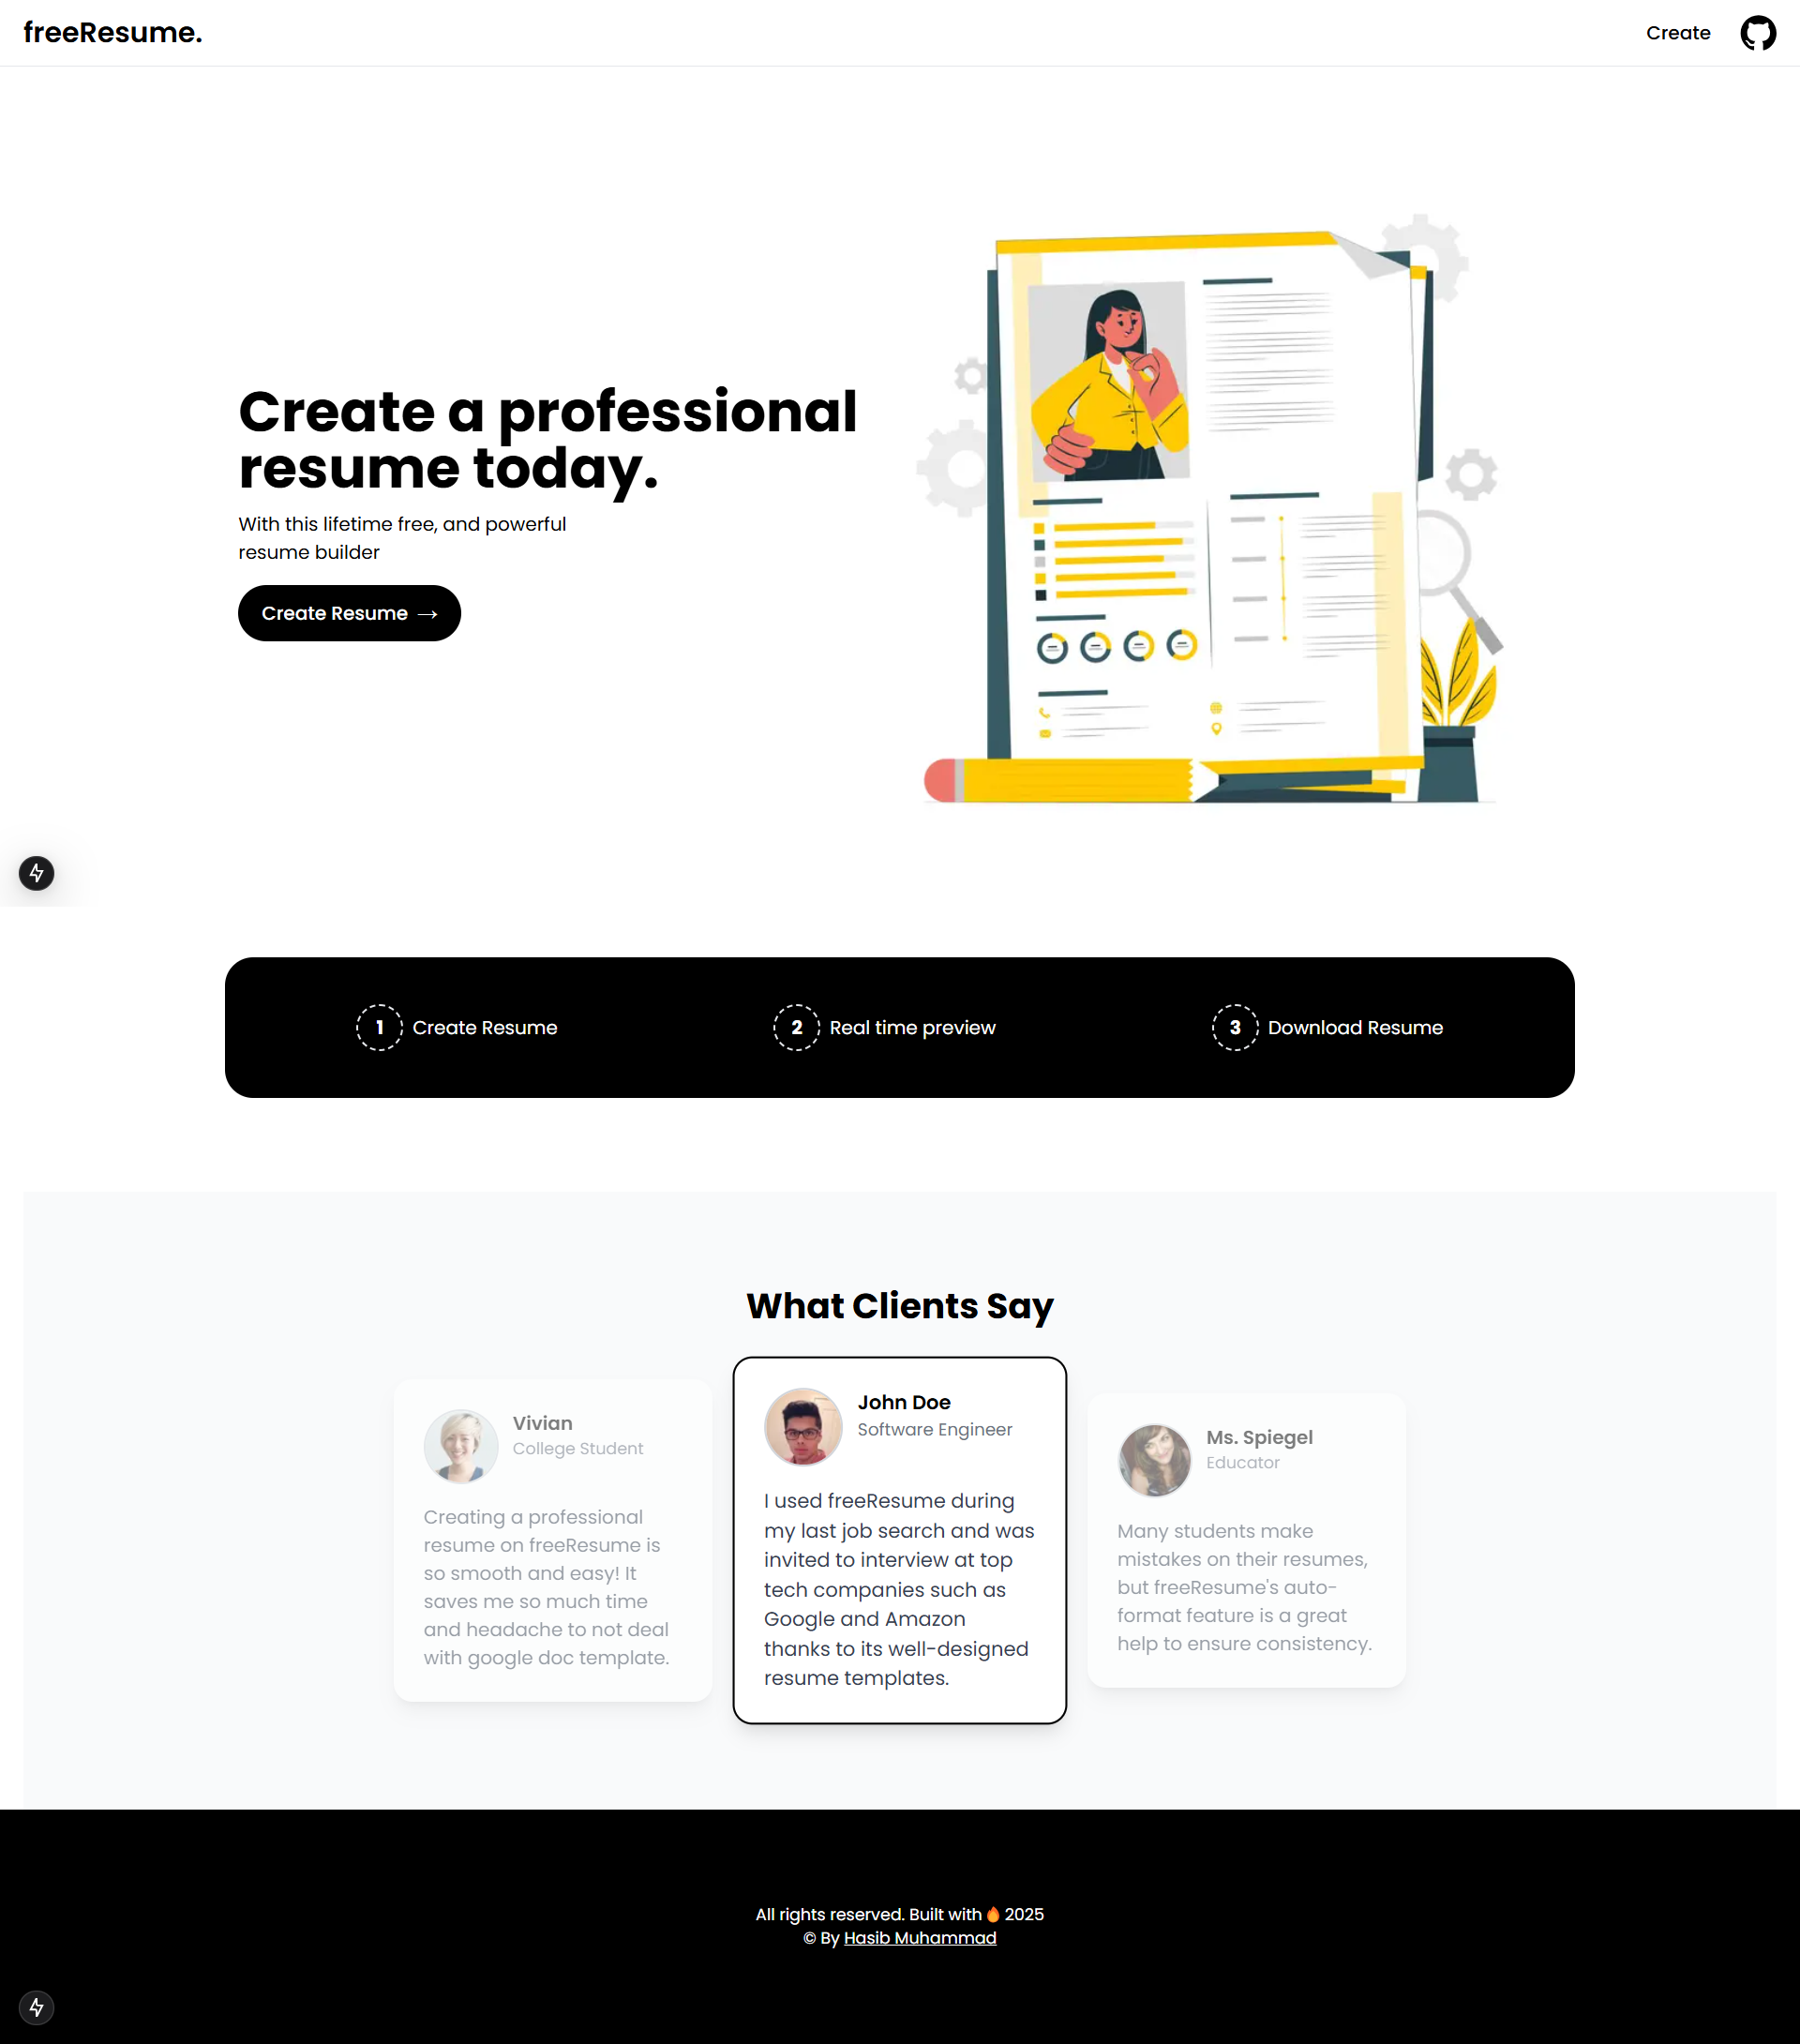 freeResume.
Create
Create a professional
resume today.
With this lifetime free, and powerful
resume builder
Create Resume →
1 Create Resume
2 Real time preview
3 Download Resume
What Clients Say
Vivian
College Student
Creating a professional
resume on freeResume is
so smooth and easy! It
saves me so much time
and headache to not deal
with google doc template.
John Doe
Software Engineer
I used freeResume during
my last job search and was
invited to interview at top
tech companies such as
Google and Amazon
thanks to its well-designed
resume templates.
Ms. Spiegel
Educator
Many students make
mistakes on their resumes,
but freeResume's auto-
format feature is a great
help to ensure consistency.
All rights reserved. Built with 🔥 2025
© By Hasib Muhammad